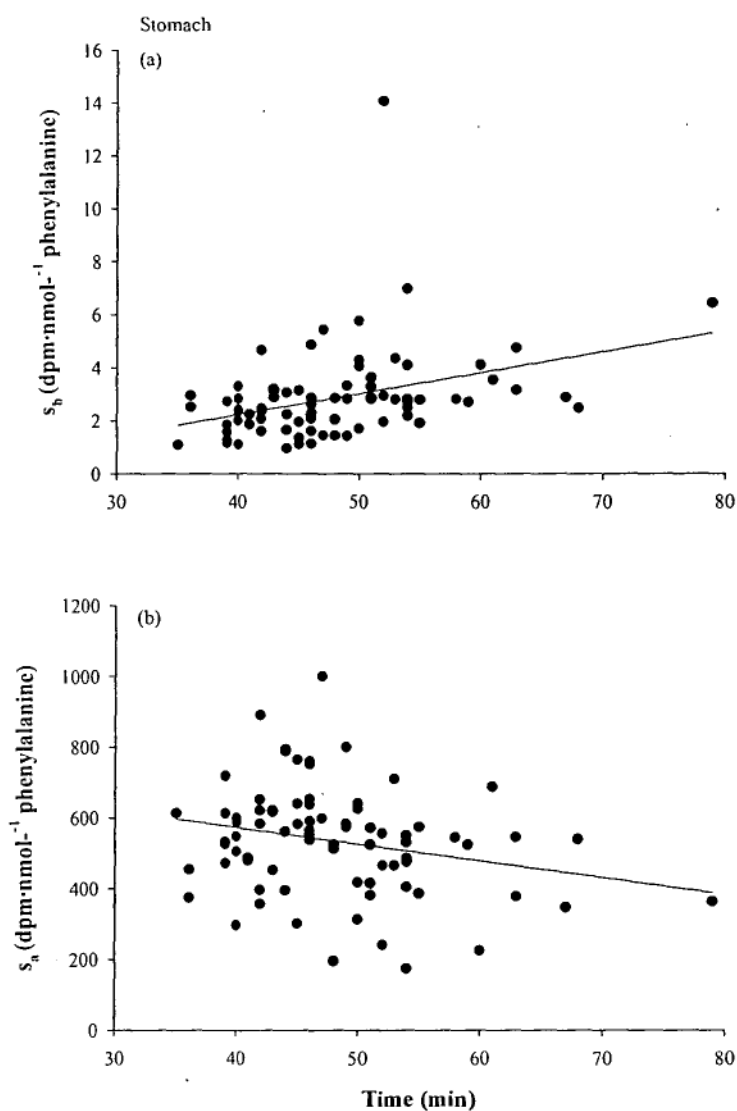 Stomach
(a)
16
14
12
10
8
6
4
2
0
30 40 50 60 70 80
s_b (dpm·nmol-⁻¹ phenylalanine)
(b)
1200
1000
800
600
400
200
0
30 40 50 60 70 80
s_a (dpm·nmol-⁻¹ phenylalanine)
Time (min)